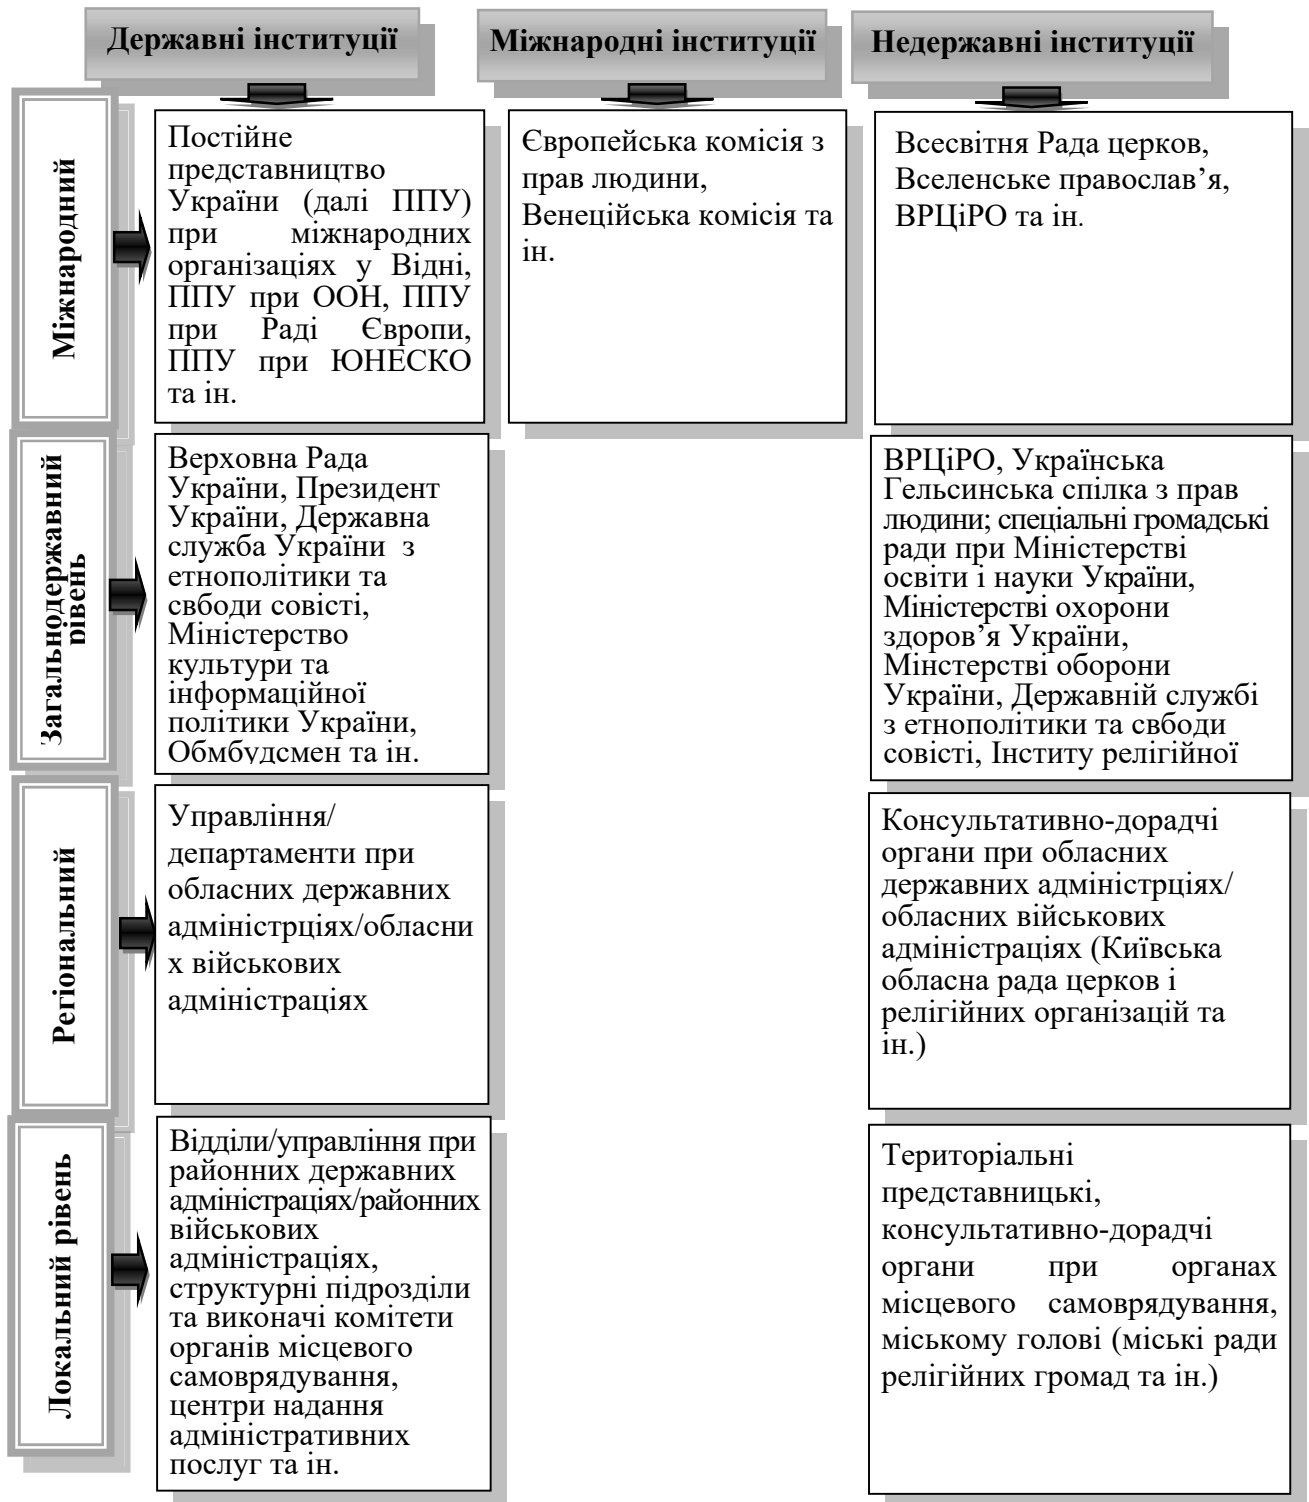 Державні інституції
Міжнародні інституції
Недержавні інституції
Міжнародний
Постійне
представництво
України (далі ППУ)
при міжнародних
організаціях у Відні,
ППУ при ООН, ППУ
при Раді Європи,
ППУ при ЮНЕСКО
та ін.
Європейська комісія з
прав людини,
Венеційська комісія та
ін.
Всесвітня Рада церков,
Вселенське православ’я,
ВРЦіРО та ін.
Загальнодержавний
рівень
Верховна Рада
України, Президент
України, Державна
служба України з
етнополітики та
свбоди совісті,
Міністерство
культури та
інформаційної
політики України,
Обмбудсмен та ін.
ВРЦіРО, Українська
Гельсинська спілка з прав
людини; спеціальні громадські
ради при Міністерстві
освіти і науки України,
Міністерстві охорони
здоров’я України,
Мінстерстві оборони
України, Державній службі
з етнополітики та свбоди
совісті, Інституу релігійної
Регіональний
Управління/
департаменти при
обласних державних
адміністрціях/обласни
х військових
адміністраціях
Консультативно-дорадчі
органи при обласних
державних адміністрціях/
обласних військових
адміністраціях (Київська
обласна рада церков і
релігійних організацій та
ін.)
Локальний рівень
Відділи/управління при
районних державних
адміністраціях/районних
військових
адміністраціях,
структурні підрозділи
та виконачі комітети
органів місцевого
самоврядування,
центри надання
адміністративних
послуг та ін.
Територіальні
представницькі,
консультативно-дорадчі
органи при органах
місцевого самоврядування,
міському голові (міські ради
релігійних громад та ін.)